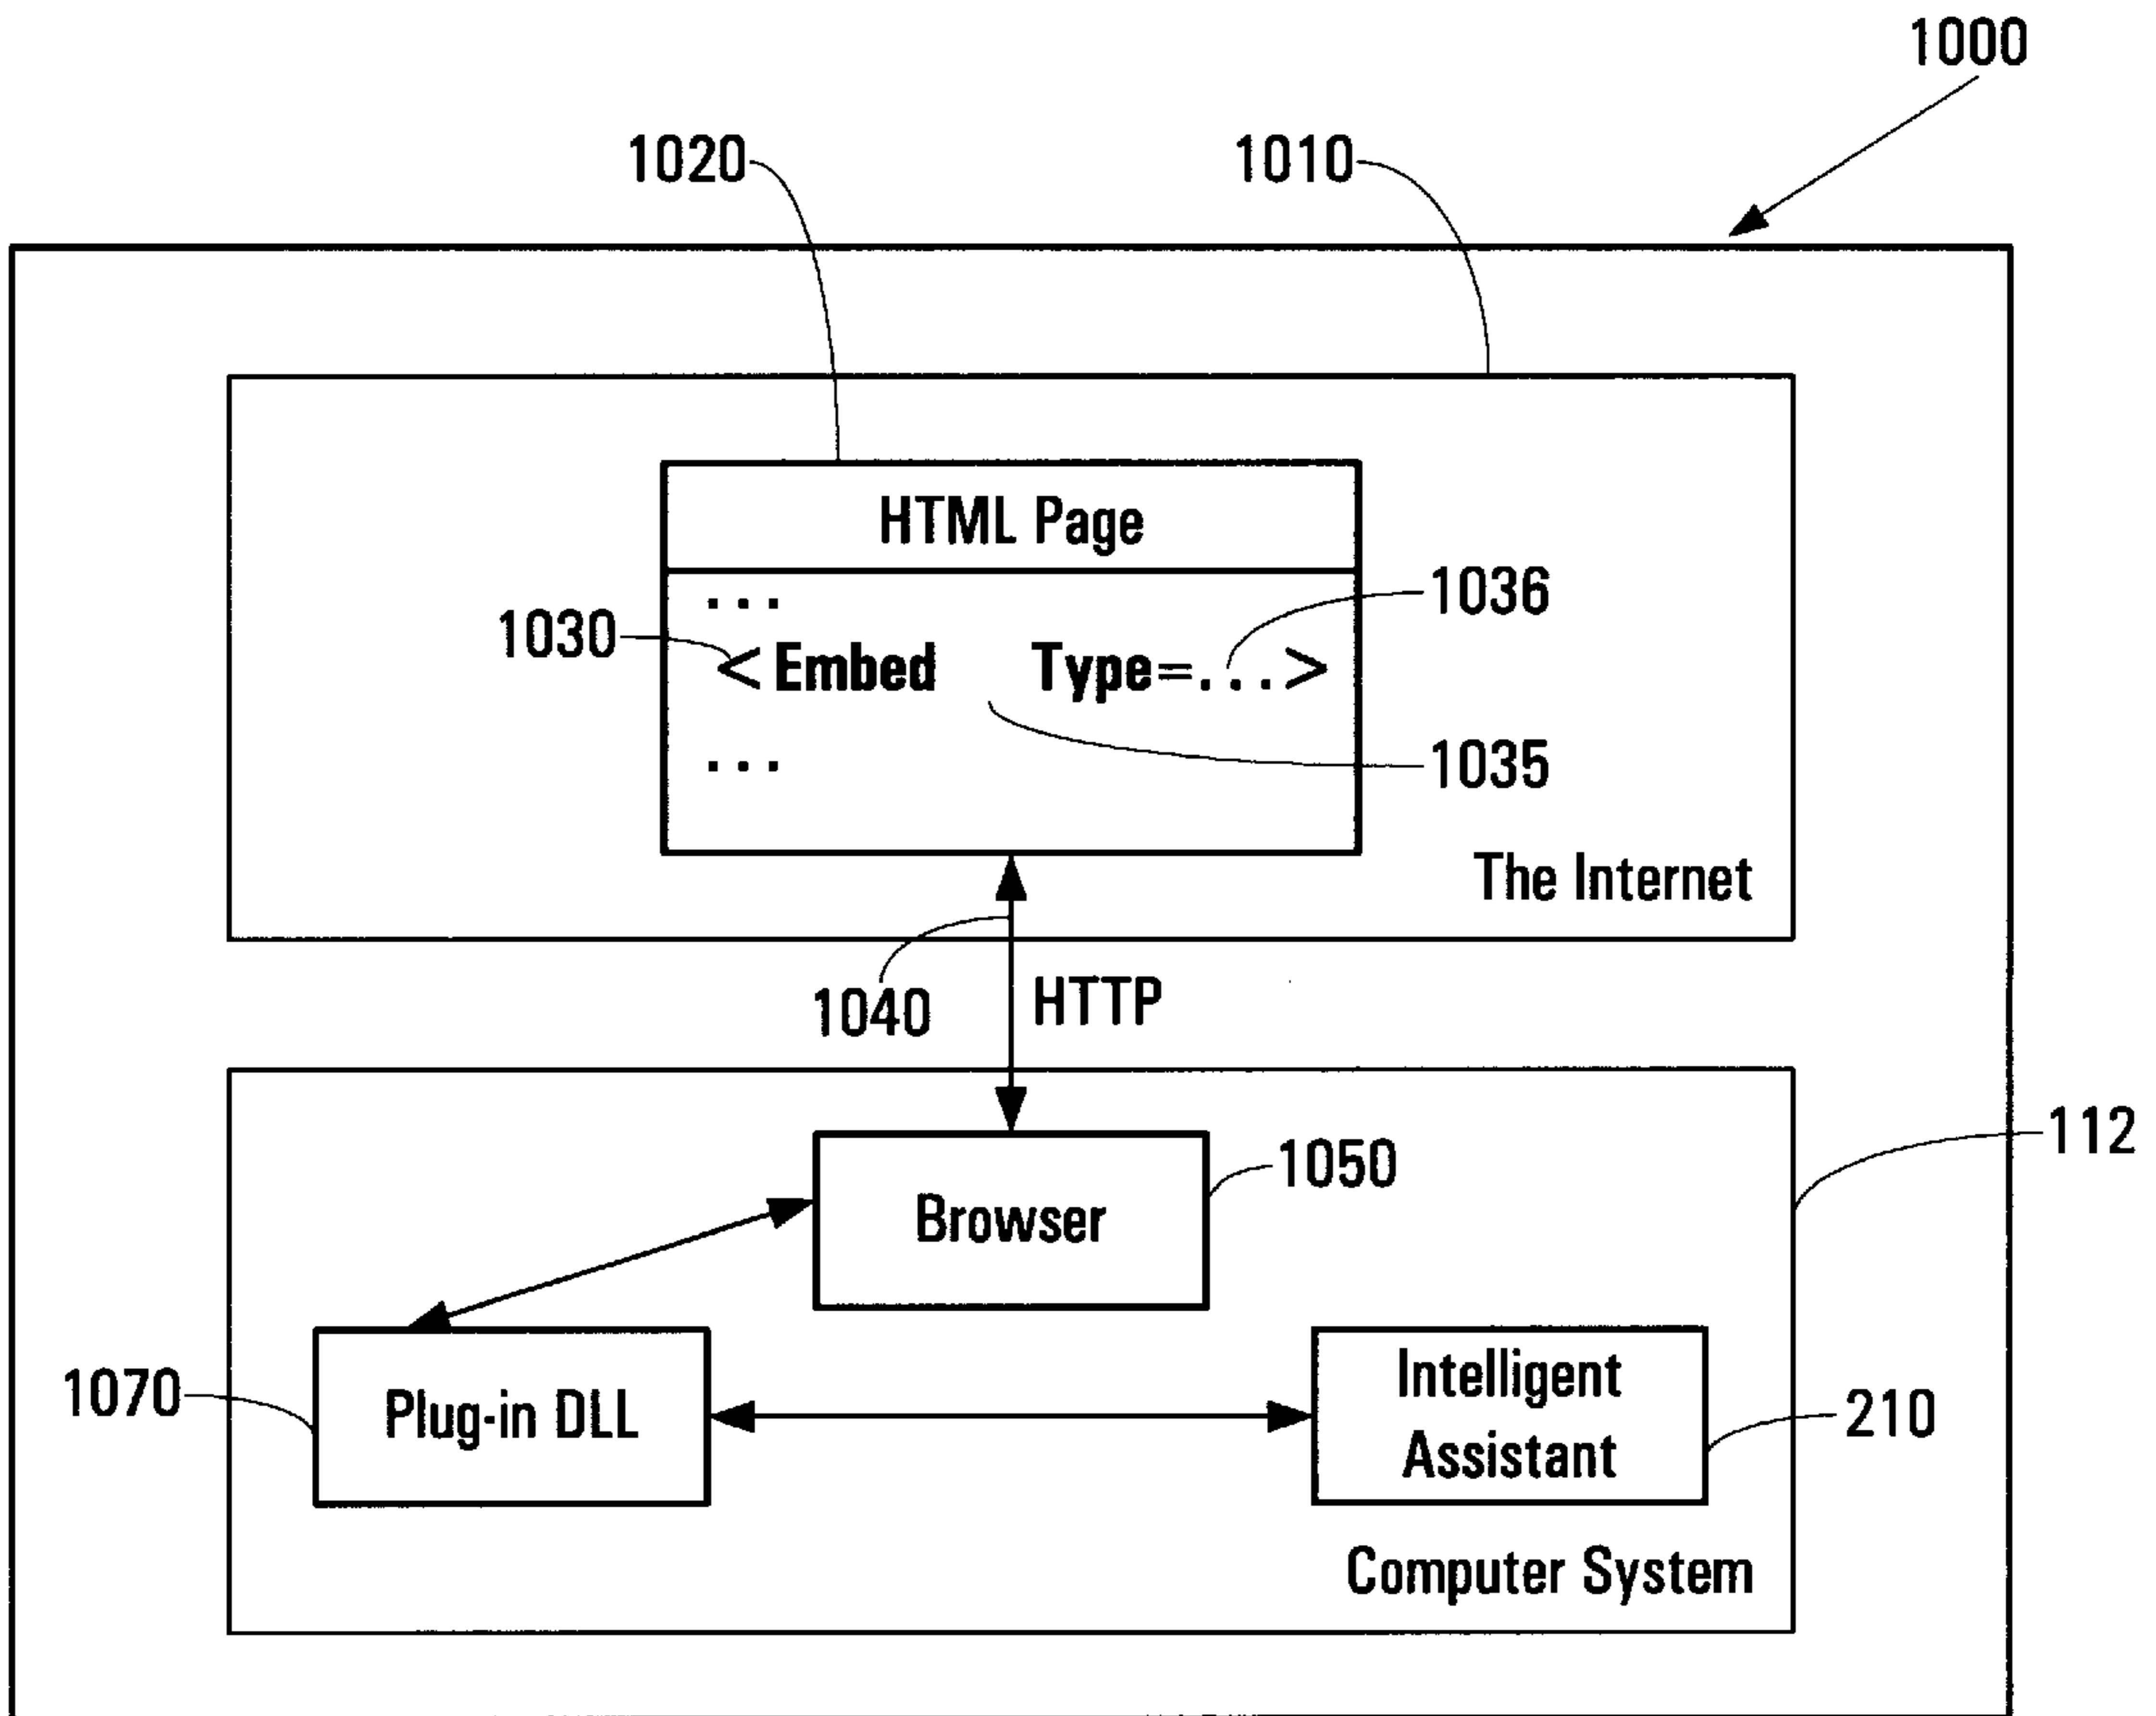 1000
1020
1010
HTML Page
...
1036
1030
< Embed Type=...>
...
1035
The Internet
1040
HTTP
112
1050
Browser
1070
Plug-in DLL
Intelligent
Assistant
210
Computer System